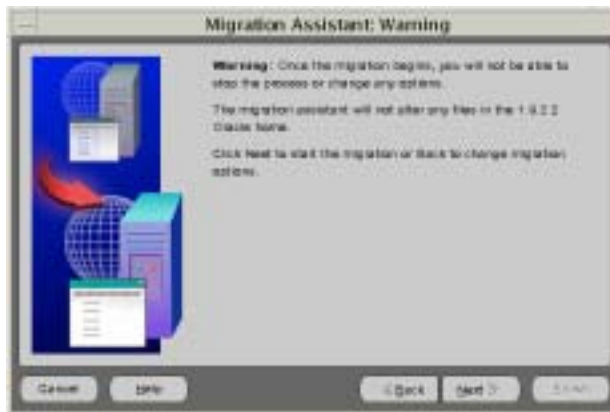 Migration Assistant: Warning
Warning: Once the migration begins, you will not be able to
stop the process or change any options.
The migration assistant will not alter any files in the 1.0.2.2
Oracle home.
Click Next to start the migration or Back to change migration
options.
Cancel
Help
Back
Next